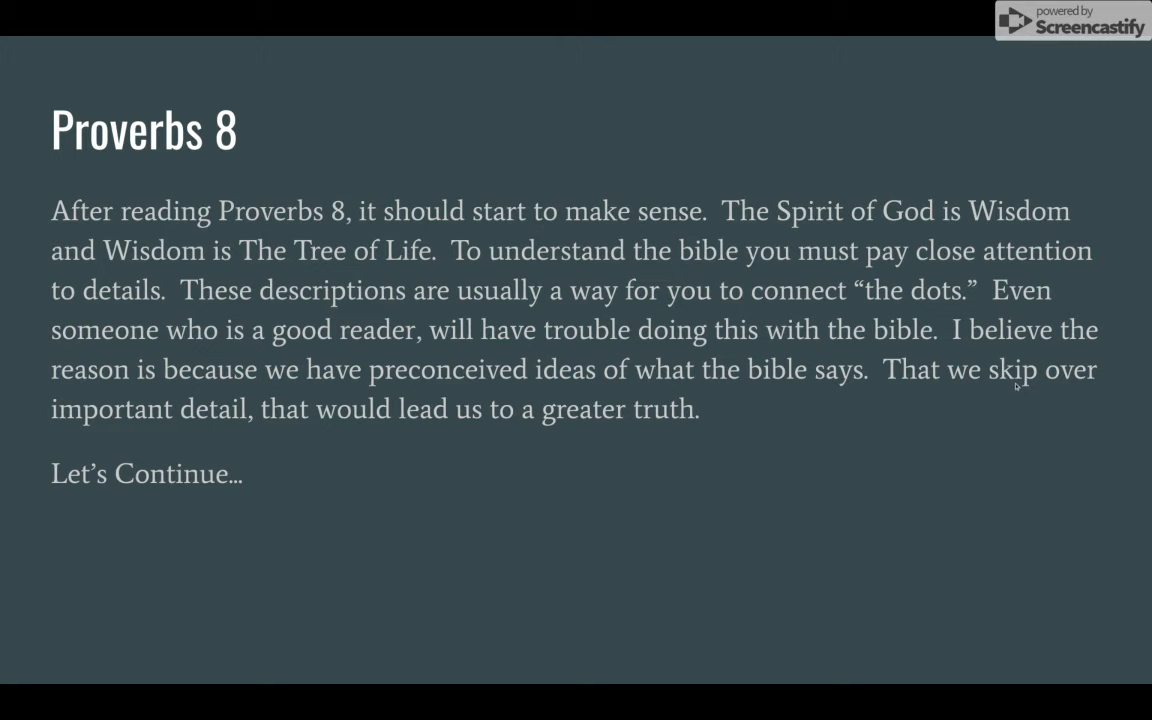 powered by
Screencastify
Proverbs 8
After reading Proverbs 8, it should start to make sense.  The Spirit of God is Wisdom
and Wisdom is The Tree of Life.  To understand the bible you must pay close attention
to details.  These descriptions are usually a way for you to connect “the dots.”  Even
someone who is a good reader, will have trouble doing this with the bible.  I believe the
reason is because we have preconceived ideas of what the bible says.  That we skip over
important detail, that would lead us to a greater truth.
Let’s Continue...